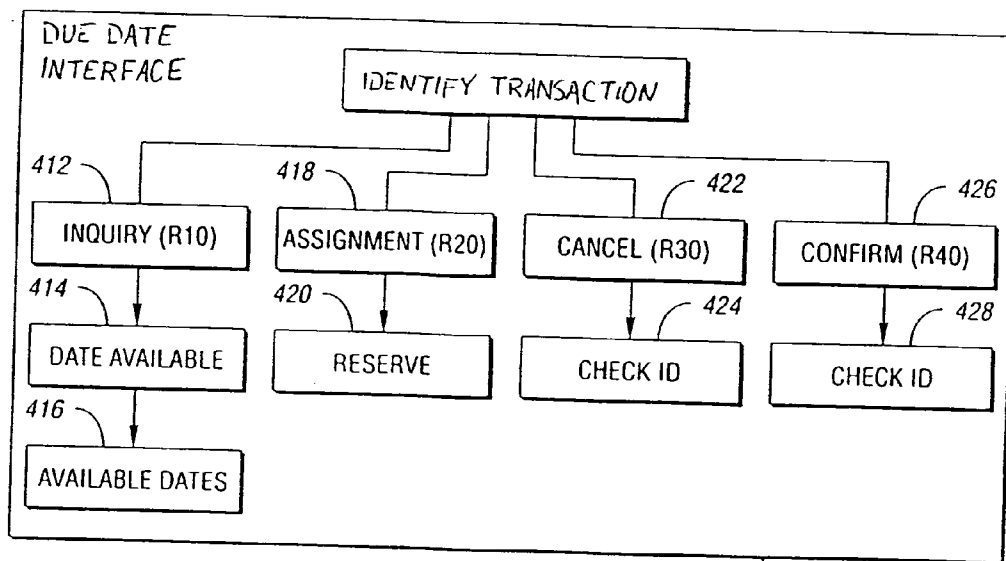 DUE DATE
INTERFACE
IDENTIFY TRANSACTION
412
418
422
426
INQUIRY (R10)
ASSIGNMENT (R20)
CANCEL (R30)
CONFIRM (R40)
414
420
424
428
DATE AVAILABLE
RESERVE
CHECK ID
CHECK ID
416
AVAILABLE DATES